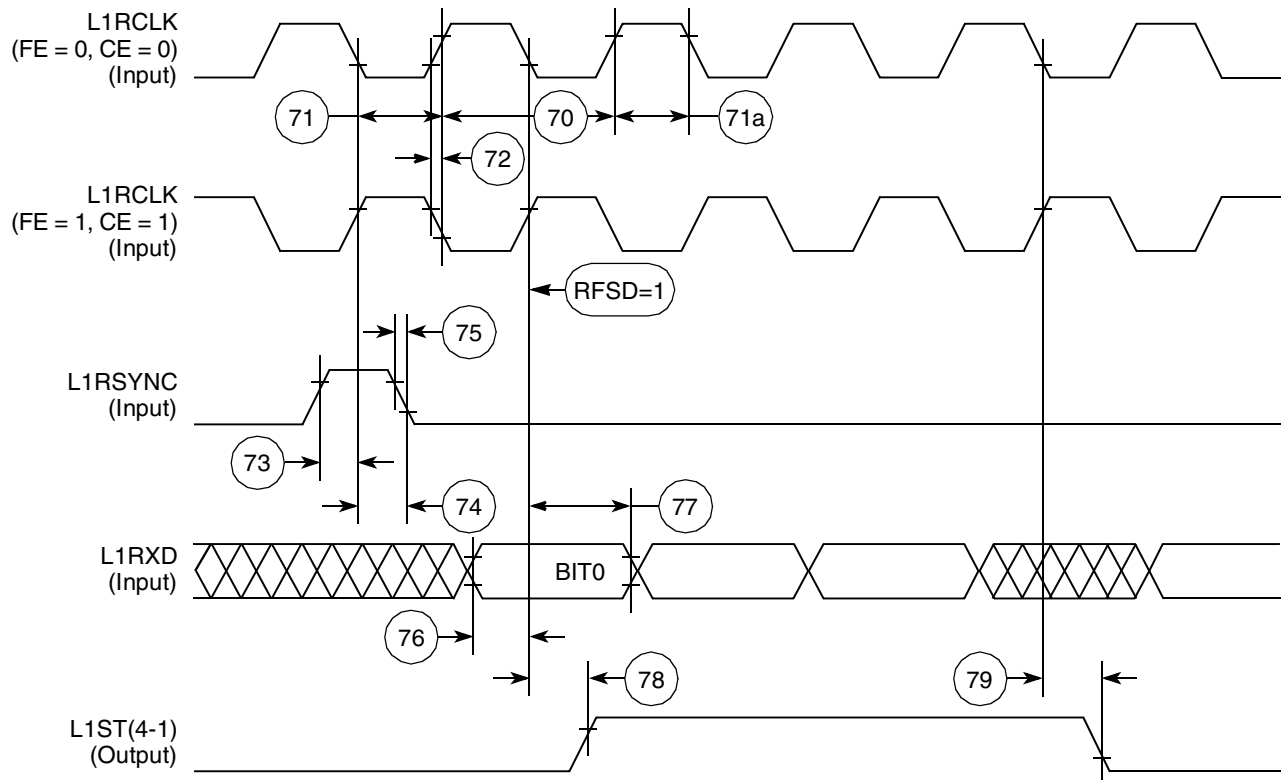 L1RCLK
(FE = 0, CE = 0)
(Input)
71
70
71a
72
L1RCLK
(FE = 1, CE = 1)
(Input)
RFSD=1
75
L1RSYNC
(Input)
73
74
77
L1RXD
(Input)
BIT0
76
78
79
L1ST(4-1)
(Output)